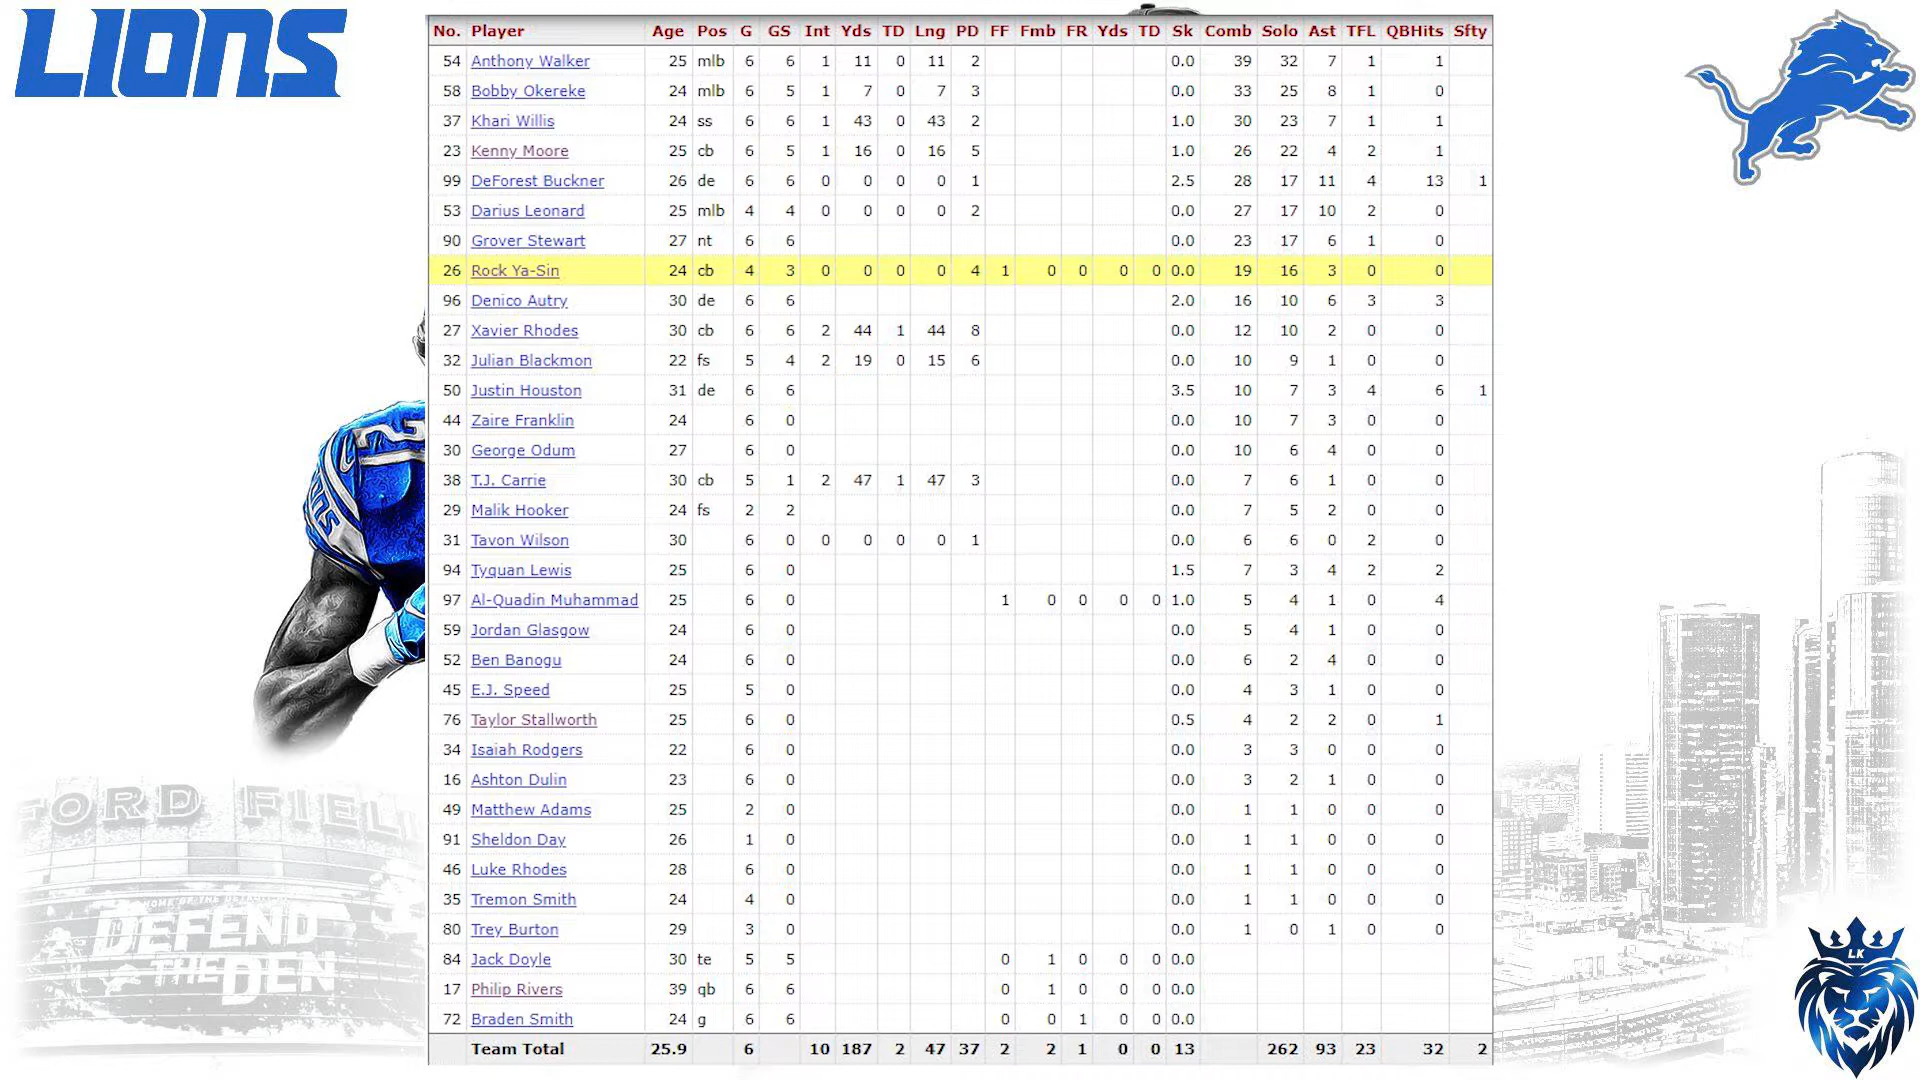 LIONS
No. Player Age Pos G GS Int Yds TD Lng PD FF Fmb FR Yds TD Sk Comb Solo Ast TFL QBHits Sfty
54 Anthony Walker 25 mlb 6 6 1 11 0 11 2 0.0 39 32 7 1 1
58 Bobby Okereke 24 mlb 6 5 1 7 0 7 3 0.0 33 25 8 1 0
37 Khari Willis 24 ss 6 6 1 43 0 43 2 1.0 30 23 7 1 1
23 Kenny Moore 25 cb 6 5 1 16 0 16 5 1.0 26 22 4 2 1
99 DeForest Buckner 26 de 6 6 0 0 0 0 1 2.5 28 17 11 4 13 1
53 Darius Leonard 25 mlb 4 4 0 0 0 0 2 0.0 27 17 10 2 0
90 Grover Stewart 27 nt 6 6 0.0 23 17 6 1 0
26 Rock Ya-Sin 24 cb 4 3 0 0 0 0 4 1 0 0 0 0 0.0 19 16 3 0 0
96 Denico Autry 30 de 6 6 2.0 16 10 6 3 3
27 Xavier Rhodes 30 cb 6 6 2 44 1 44 8 0.0 12 10 2 0 0
32 Julian Blackmon 22 fs 5 4 2 19 0 15 6 0.0 10 9 1 0 0
50 Justin Houston 31 de 6 6 3.5 10 7 3 4 6 1
44 Zaire Franklin 24 6 0 0.0 10 7 3 0 0
30 George Odum 27 6 0 0.0 10 6 4 0 0
38 T.J. Carrie 30 cb 5 1 2 47 1 47 3 0.0 7 6 1 0 0
29 Malik Hooker 24 fs 2 2 0.0 7 5 2 0 0
31 Tavon Wilson 30 6 0 0 0 0 0 1 0.0 6 6 0 2 0
94 Tyquan Lewis 25 6 0 1.5 7 3 4 2 2
97 Al-Quadin Muhammad 25 6 0 1 0 0 0 0 1.0 5 4 1 0 4
59 Jordan Glasgow 24 6 0 0.0 5 4 1 0 0
52 Ben Banogu 24 6 0 0.0 6 2 4 0 0
45 E.J. Speed 25 5 0 0.0 4 3 1 0 0
76 Taylor Stallworth 25 6 0 0.5 4 2 2 0 1
34 Isaiah Rodgers 22 6 0 0.0 3 3 0 0 0
16 Ashton Dulin 23 6 0 0.0 3 2 1 0 0
49 Matthew Adams 25 2 0 0.0 1 1 0 0 0
91 Sheldon Day 26 1 0 0.0 1 1 0 0 0
46 Luke Rhodes 28 6 0 0.0 1 1 0 0 0
35 Tremon Smith 24 4 0 0.0 1 1 0 0 0
80 Trey Burton 29 3 0 0.0 1 0 1 0 0
84 Jack Doyle 30 te 5 5 0 1 0 0 0 0.0
17 Philip Rivers 39 qb 6 6 0 1 0 0 0 0.0
72 Braden Smith 24 g 6 6 0 0 1 0 0 0.0
Team Total 25.9 6 10 187 2 47 37 2 2 1 0 0 13 262 93 23 32 2
FORD FIEL
HOME OF THE
DEFEND
THE DEN
LK